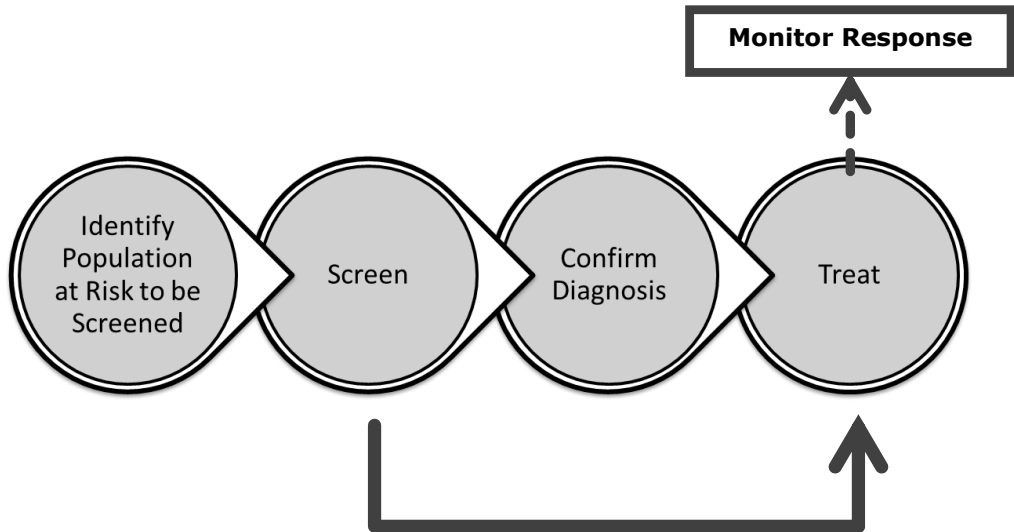 Monitor Response
Identify
Population
at Risk to be
Screened
Screen
Confirm
Diagnosis
Treat